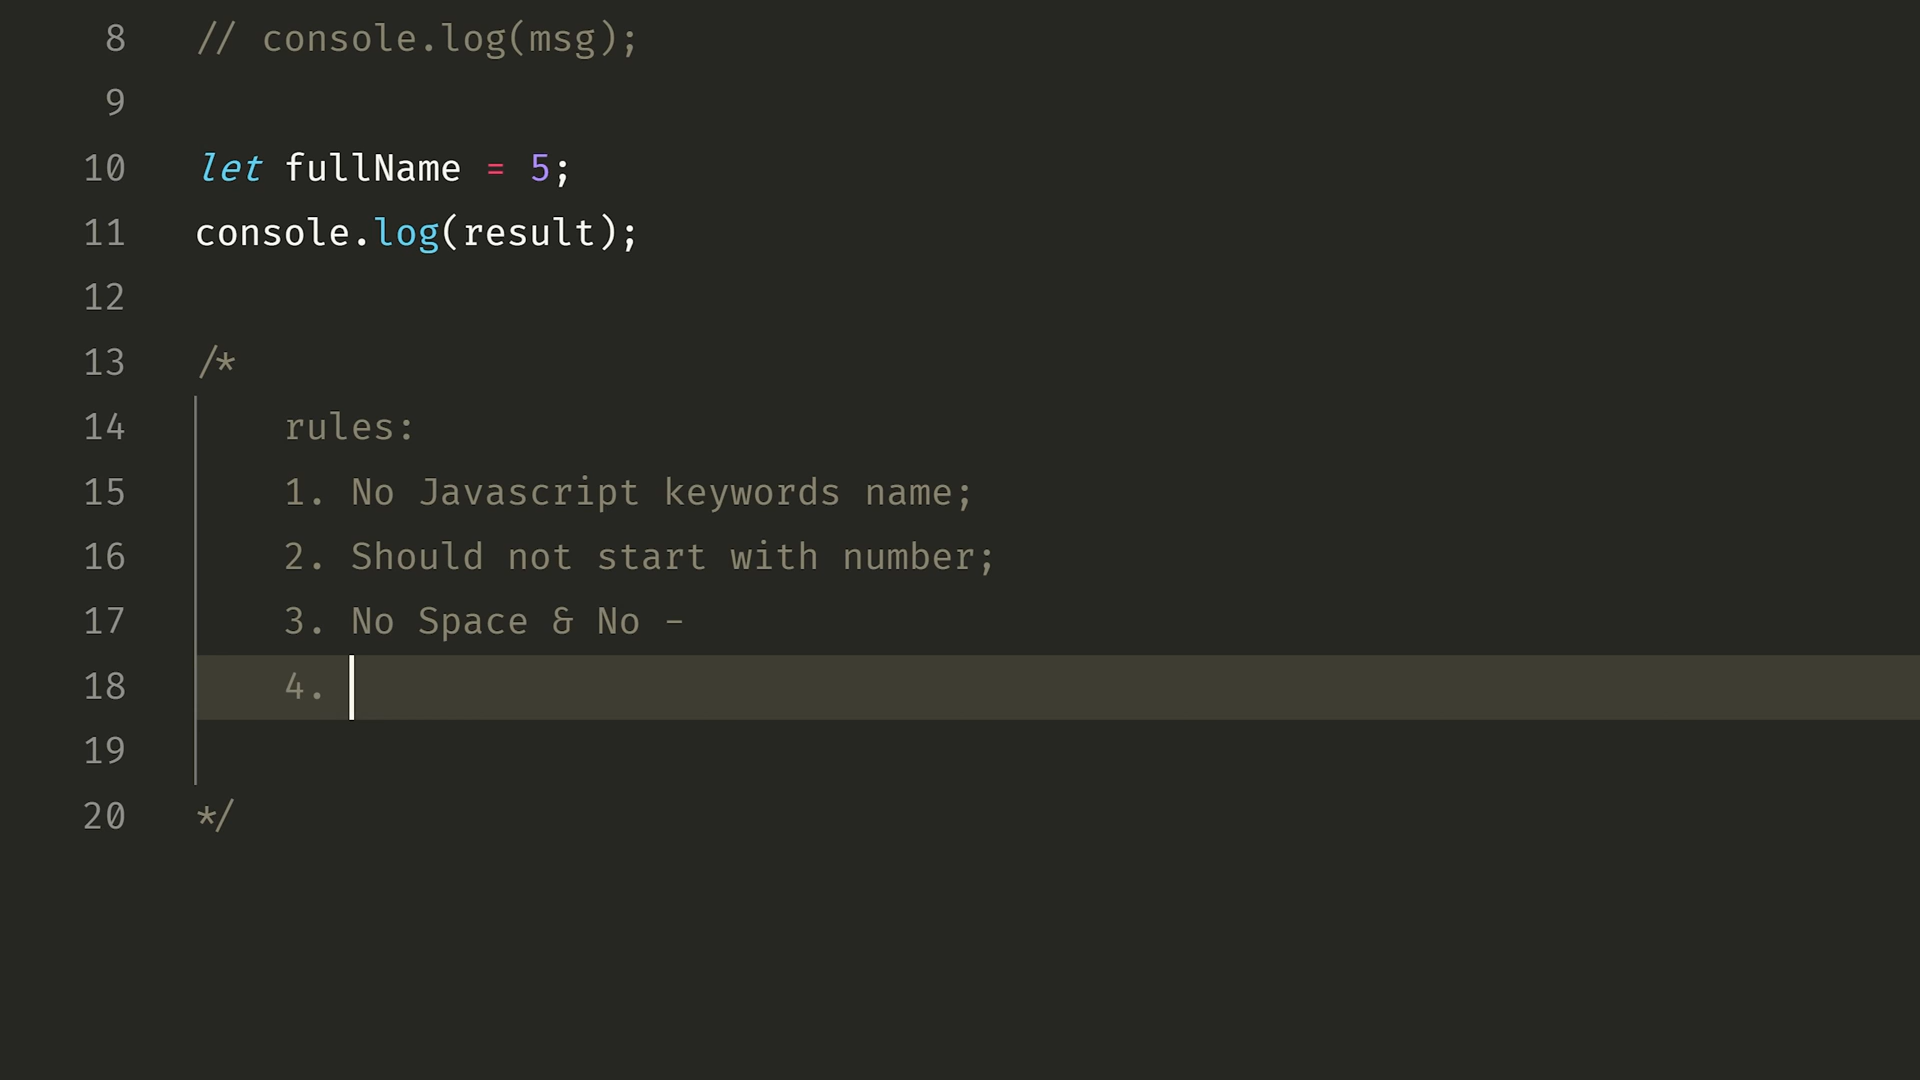 8 // console.log(msg);
9
10 let fullName = 5;
11 console.log(result);
12
13 /*
14 rules:
15 1. No Javascript keywords name;
16 2. Should not start with number;
17 3. No Space & No -
18 4.
19
20 */